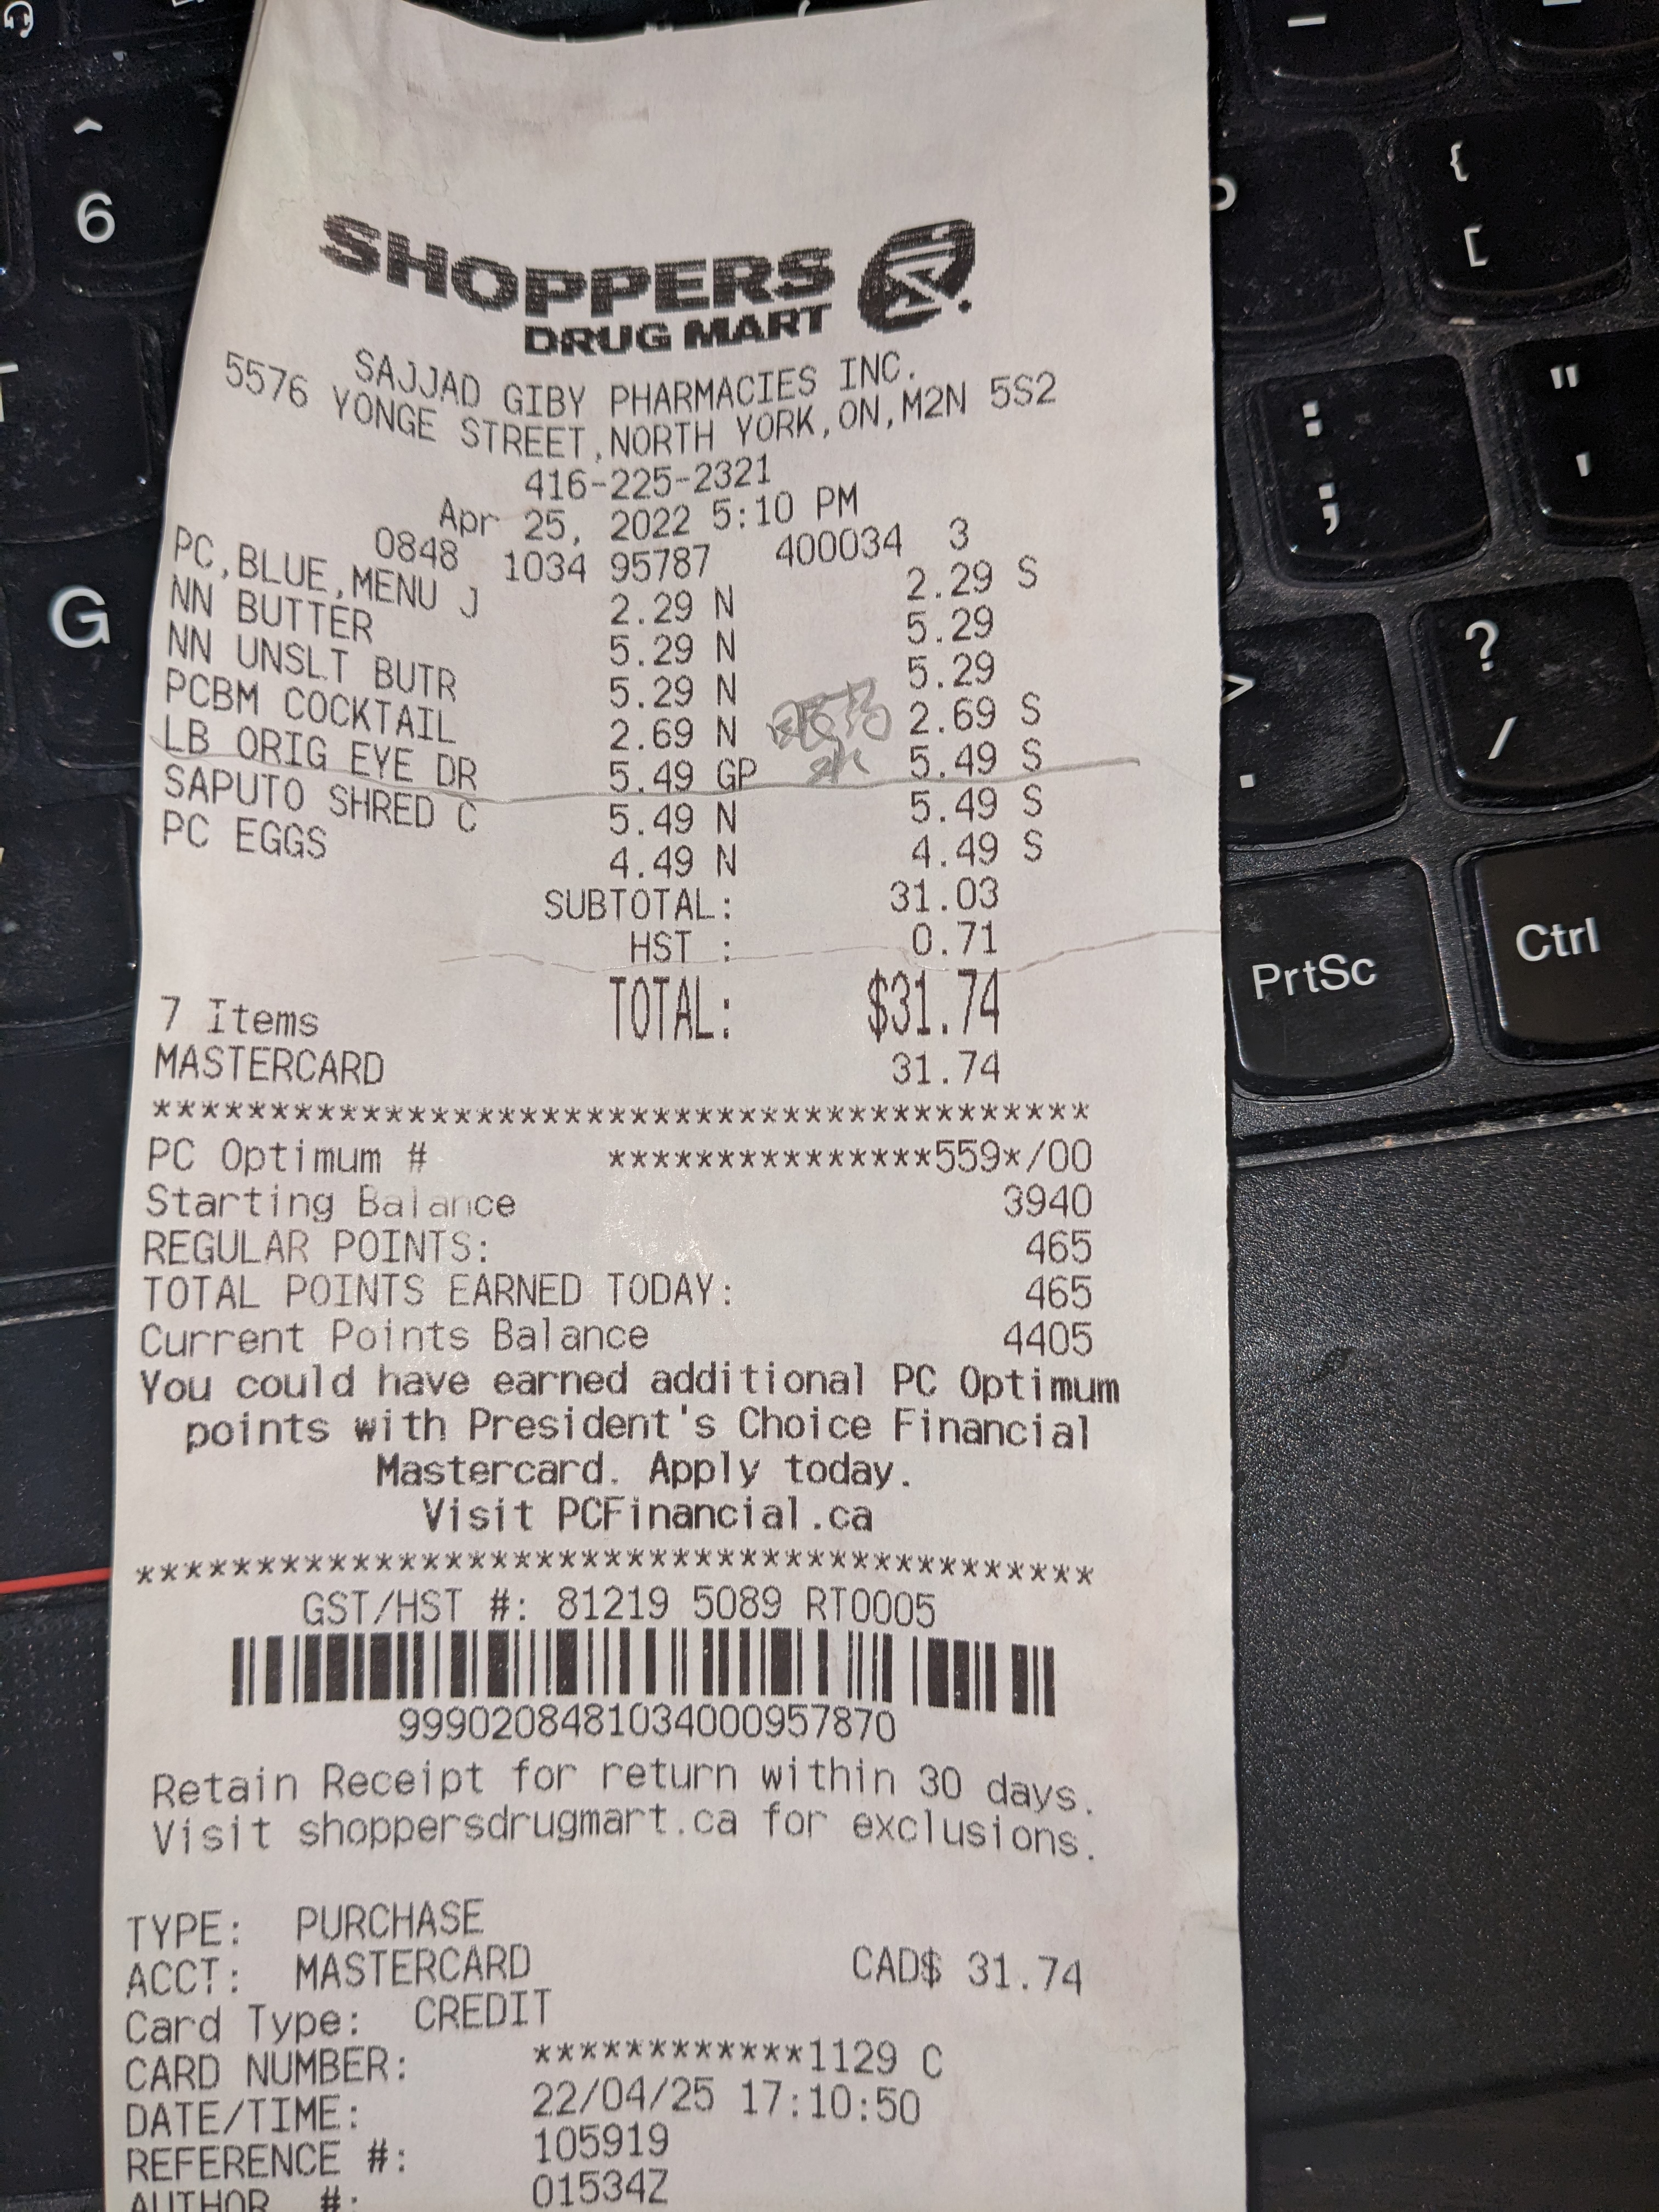 SHOPPERS
DRUG MART
SAJJAD GIBY PHARMACIES INC.
5576 YONGE STREET,NORTH YORK,ON,M2N 5S2
416-225-2321
Apr 25, 2022 5:10 PM
0848 1034 95787 400034 3
PC,BLUE,MENU J 2.29 N 2.29 S
NN BUTTER 5.29 N 5.29
NN UNSLT BUTR 5.29 N 5.29
PCBM COCKTAIL 2.69 N 2.69 S
LB ORIG EYE DR 5.49 GP 5.49 S
SAPUTO SHRED C 5.49 N 5.49 S
PC EGGS 4.49 N 4.49 S
SUBTOTAL: 31.03
HST : 0.71
7 Items TOTAL: $31.74
MASTERCARD 31.74
****************************************
PC Optimum # ***************559*/00
Starting Balance 3940
REGULAR POINTS: 465
TOTAL POINTS EARNED TODAY: 465
Current Points Balance 4405
You could have earned additional PC Optimum
points with President's Choice Financial
Mastercard. Apply today.
Visit PCFinancial.ca
****************************************
GST/HST #: 81219 5089 RT0005
9990208481034000957870
Retain Receipt for return within 30 days.
Visit shoppersdrugmart.ca for exclusions.
TYPE: PURCHASE
ACCT: MASTERCARD CAD$ 31.74
Card Type: CREDIT
CARD NUMBER: ************1129 C
DATE/TIME: 22/04/25 17:10:50
REFERENCE #: 105919
AUTHOR #: 01534Z
^
6
G
{
[
:
;
"
'
>
.
?
/
PrtSc
Ctrl